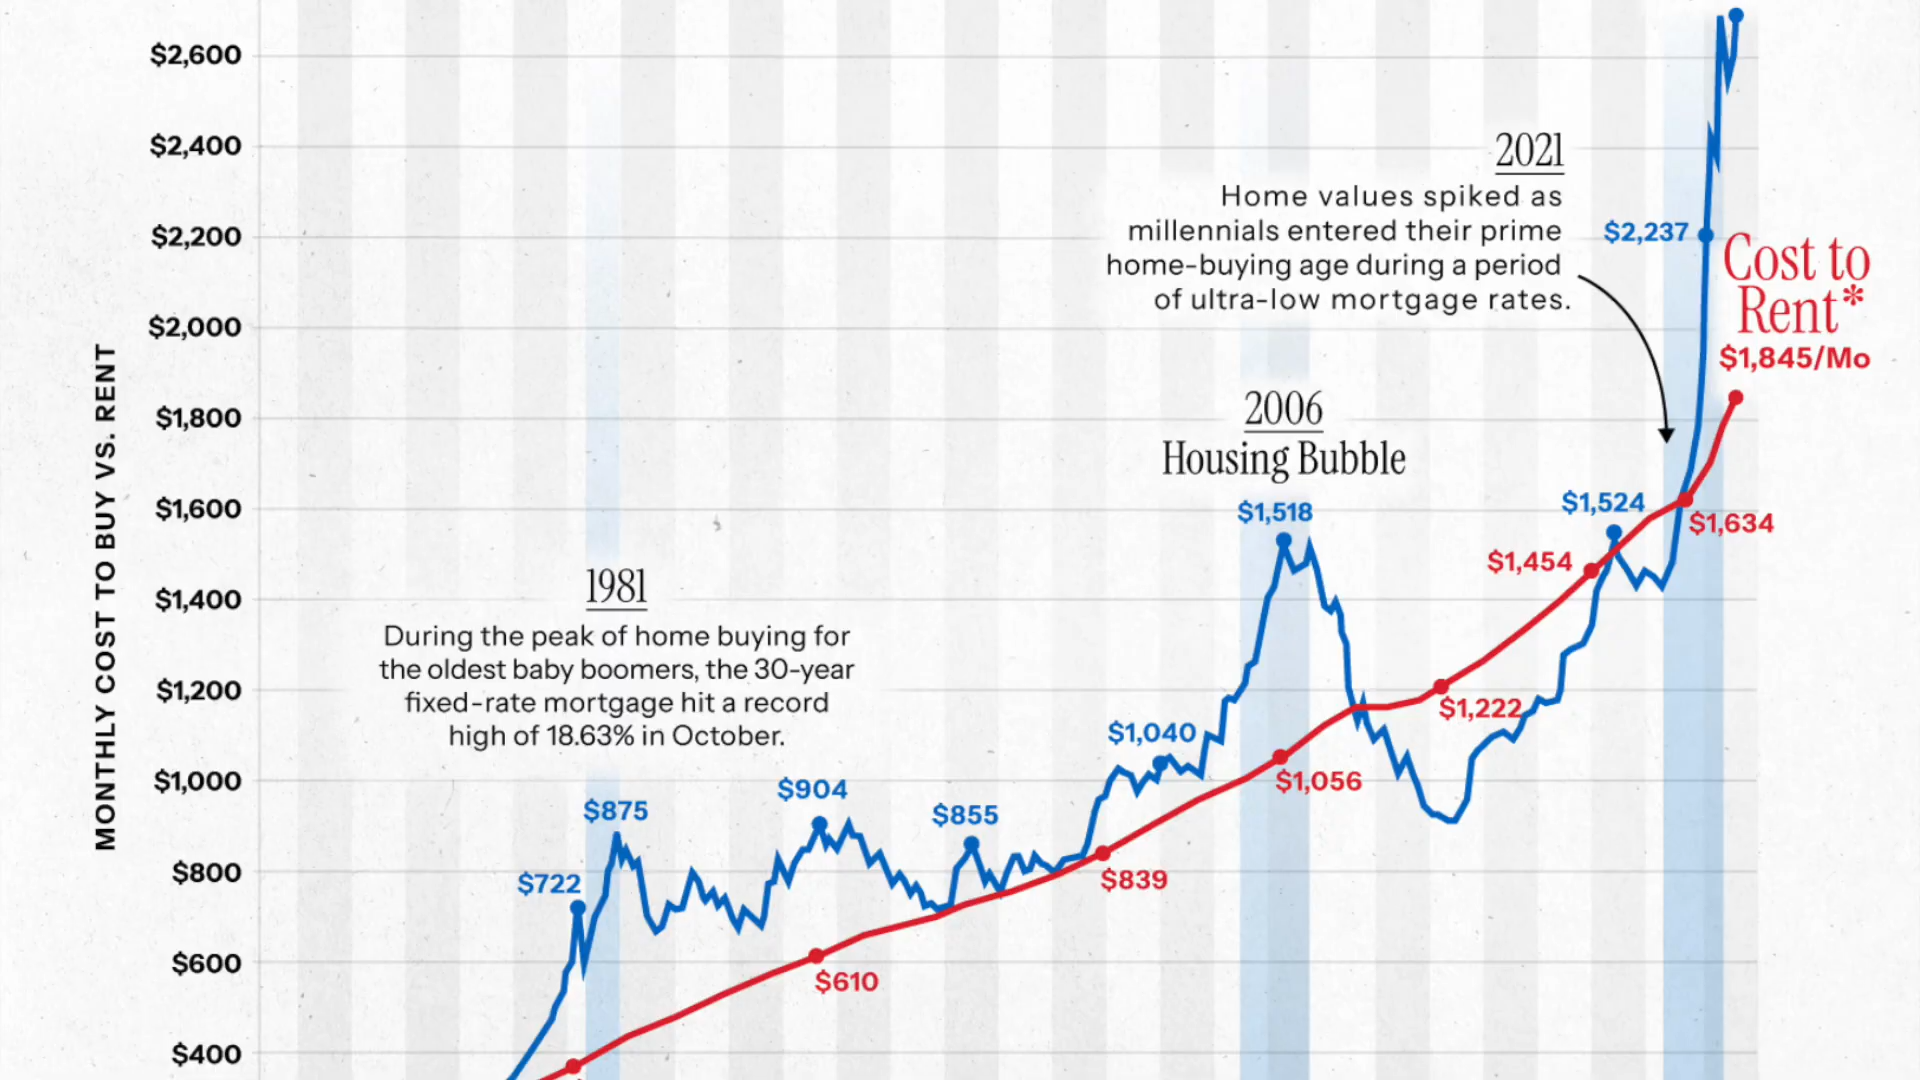 $2,600
$2,400
$2,200
$2,000
$1,800
$1,600
$1,400
$1,200
$1,000
$800
$600
$400
MONTHLY COST TO BUY VS. RENT
1981
During the peak of home buying for
the oldest baby boomers, the 30-year
fixed-rate mortgage hit a record
high of 18.63% in October.
$722
$875
$904
$855
$610
$839
$1,040
2006
Housing Bubble
$1,518
$1,056
$1,222
$1,454
$1,524
$1,634
2021
Home values spiked as
millennials entered their prime
home-buying age during a period
of ultra-low mortgage rates.
$2,237
Cost to
Rent*
$1,845/Mo